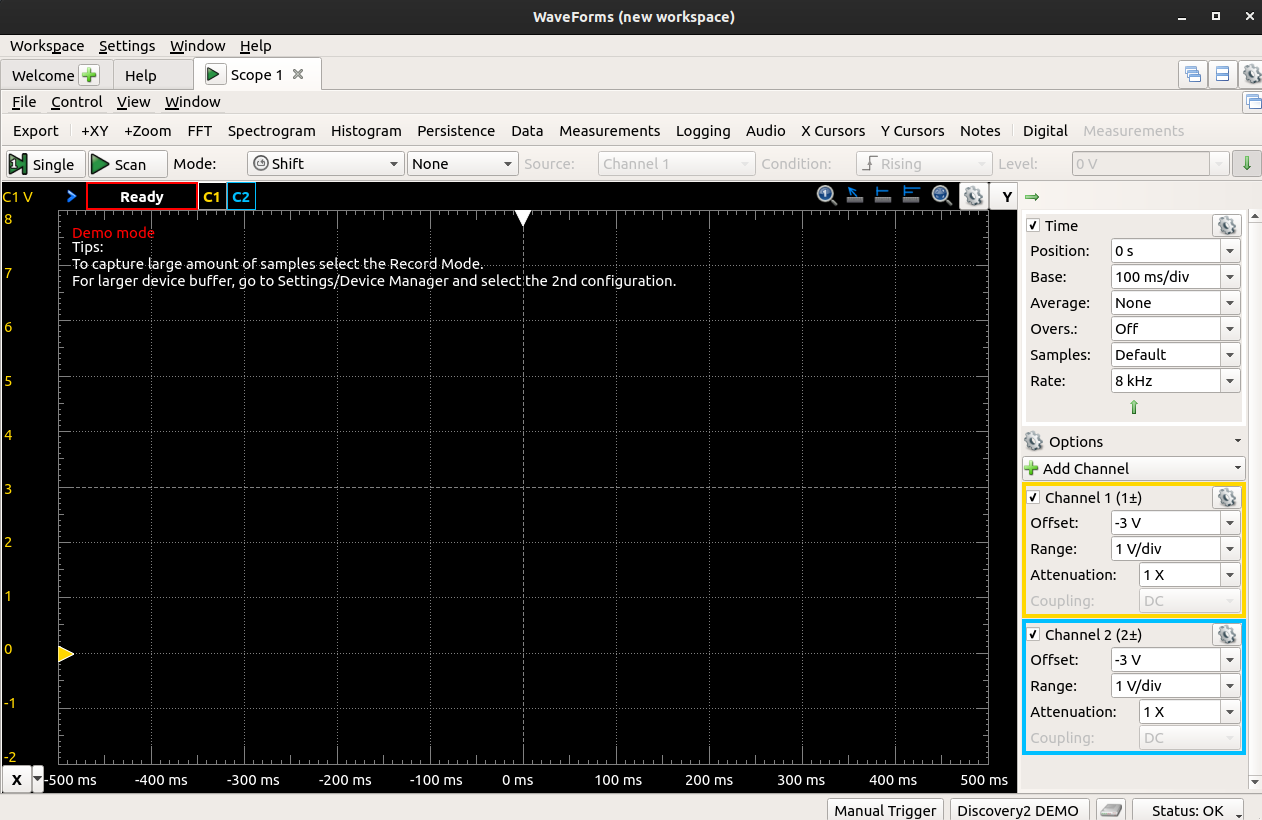 WaveForms (new workspace)
Workspace Settings Window Help
Welcome Help Scope 1
File Control View Window
Export +XY +Zoom FFT Spectrogram Histogram Persistence Data Measurements Logging Audio X Cursors Y Cursors Notes Digital Measurements
Single Scan Mode: Shift None Source: Channel 1 Condition: Rising Level: 0 V
C1 V Ready C1 C2 Y
8
Demo mode
Tips:
To capture large amount of samples select the Record Mode.
For larger device buffer, go to Settings/Device Manager and select the 2nd configuration.
7
6
5
4
3
2
1
0
-1
-2
X -500 ms -400 ms -300 ms -200 ms -100 ms 0 ms 100 ms 200 ms 300 ms 400 ms 500 ms
Time
Position: 0 s
Base: 100 ms/div
Average: None
Overs.: Off
Samples: Default
Rate: 8 kHz
Options
Add Channel
Channel 1 (1±)
Offset: -3 V
Range: 1 V/div
Attenuation: 1 X
Coupling: DC
Channel 2 (2±)
Offset: -3 V
Range: 1 V/div
Attenuation: 1 X
Coupling: DC
Manual Trigger Discovery2 DEMO Status: OK